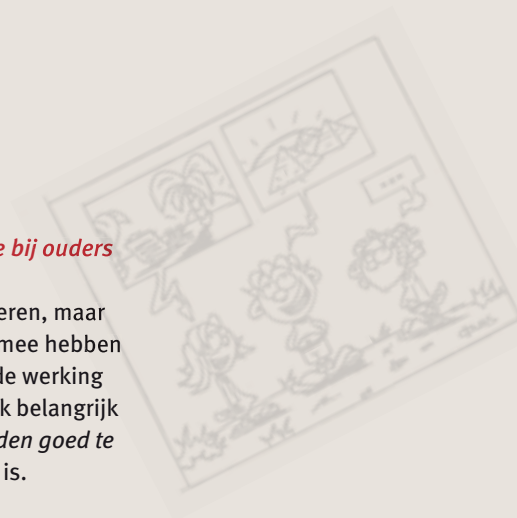 bij ouders
eren, maar
mee hebben
de werking
k belangrijk
den goed te
is.
...